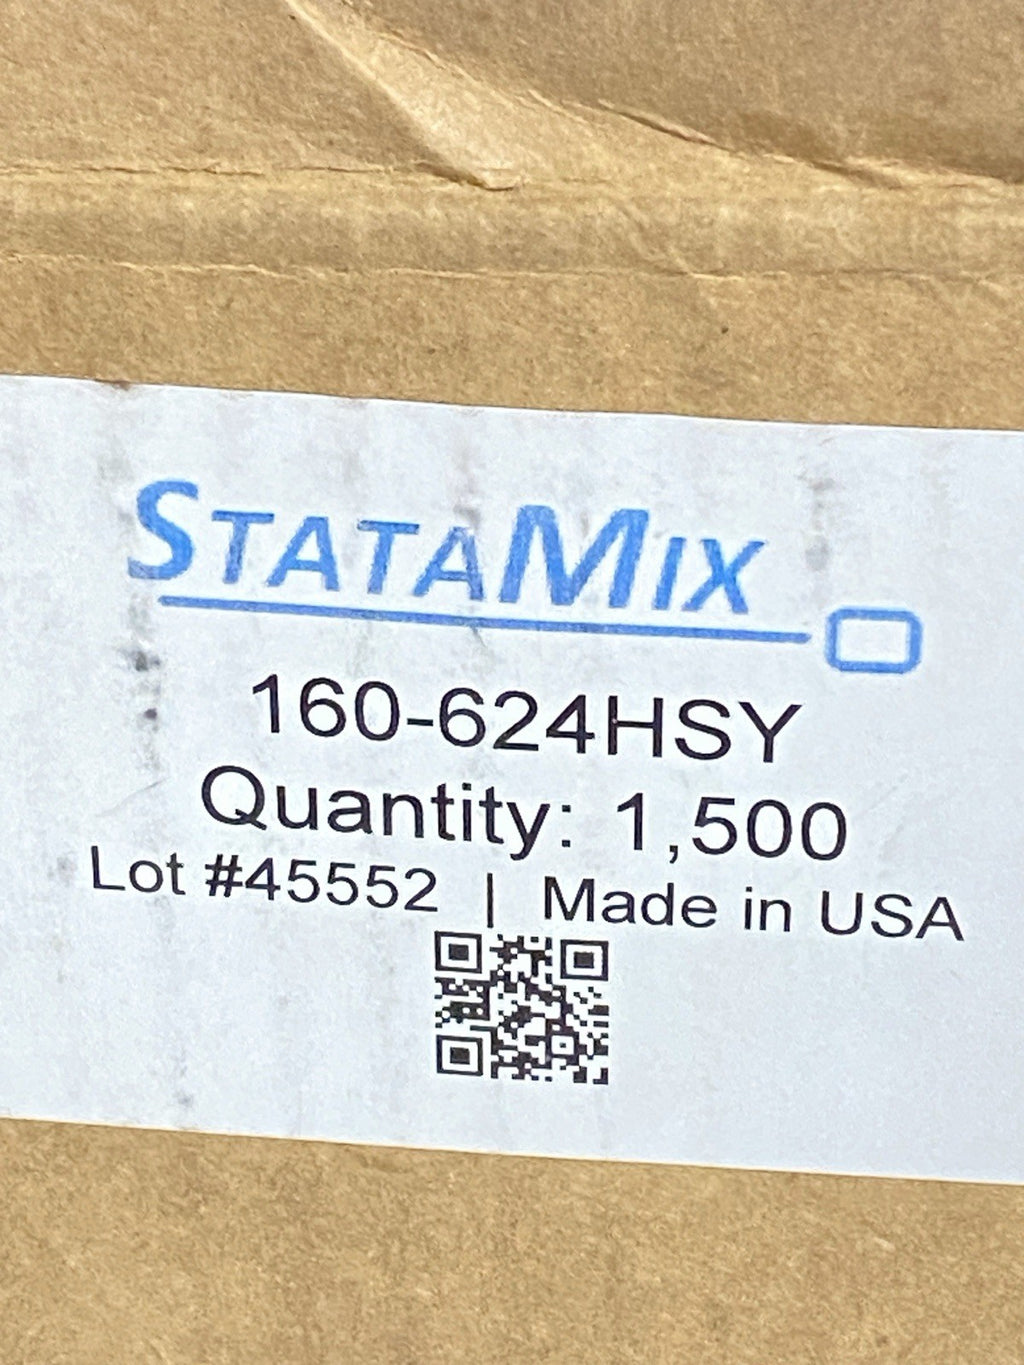 STATAMIX
160-624HSY
Quantity: 1,500
Lot #45552 | Made in USA